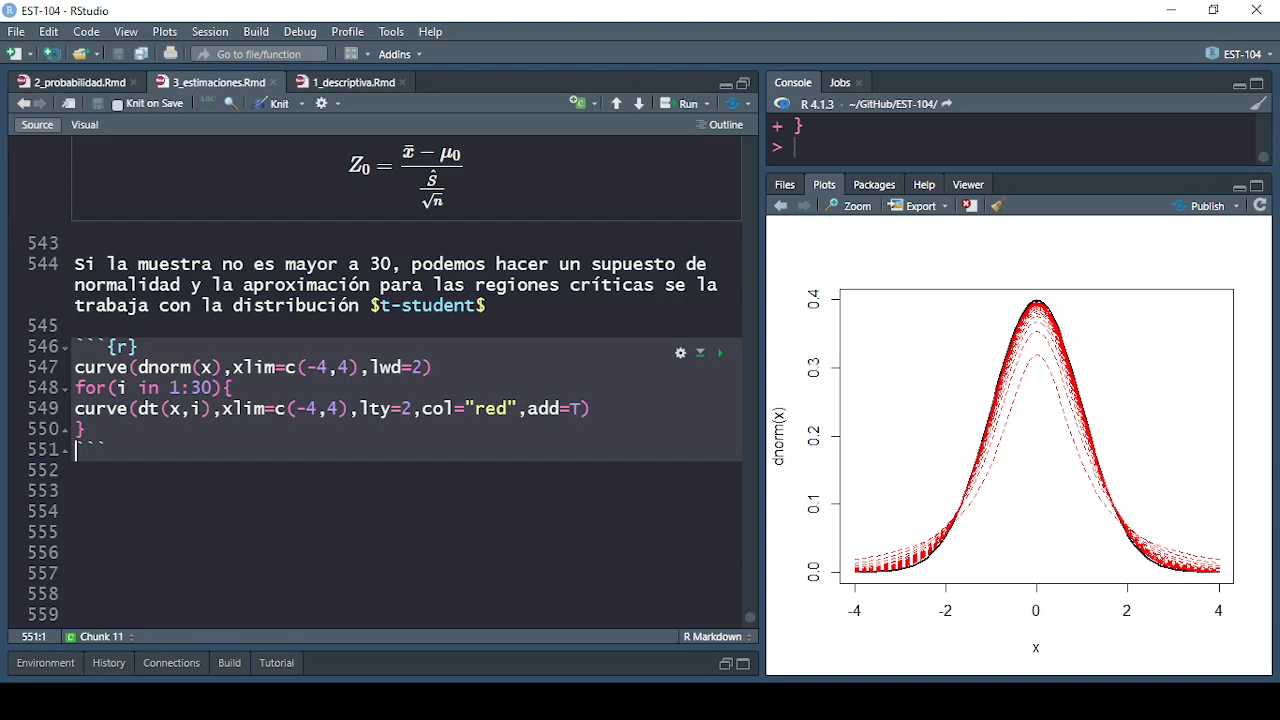 EST-104 - RStudio
File Edit Code View Plots Session Build Debug Profile Tools Help
Go to file/function Addins EST-104
2_probabilidad.Rmd 3_estimaciones.Rmd 1_descriptiva.Rmd
Knit on Save ABC Knit Run
Source Visual Outline
Z0 = x̄ − μ0
Ŝ
√n
543
544 Si la muestra no es mayor a 30, podemos hacer un supuesto de
normalidad y la aproximación para las regiones críticas se la
trabaja con la distribución $t-student$
545
546 ```{r}
547 curve(dnorm(x),xlim=c(-4,4),lwd=2)
548 for(i in 1:30){
549 curve(dt(x,i),xlim=c(-4,4),lty=2,col="red",add=T)
550 }
551 ```
552
553
554
555
556
557
558
559
551:1 Chunk 11 R Markdown
Environment History Connections Build Tutorial
Console Jobs
R 4.1.3 · ~/GitHub/EST-104/
+ }
>
Files Plots Packages Help Viewer
Zoom Export Publish
dnorm(x)
0.4
0.3
0.2
0.1
0.0
-4 -2 0 2 4
x